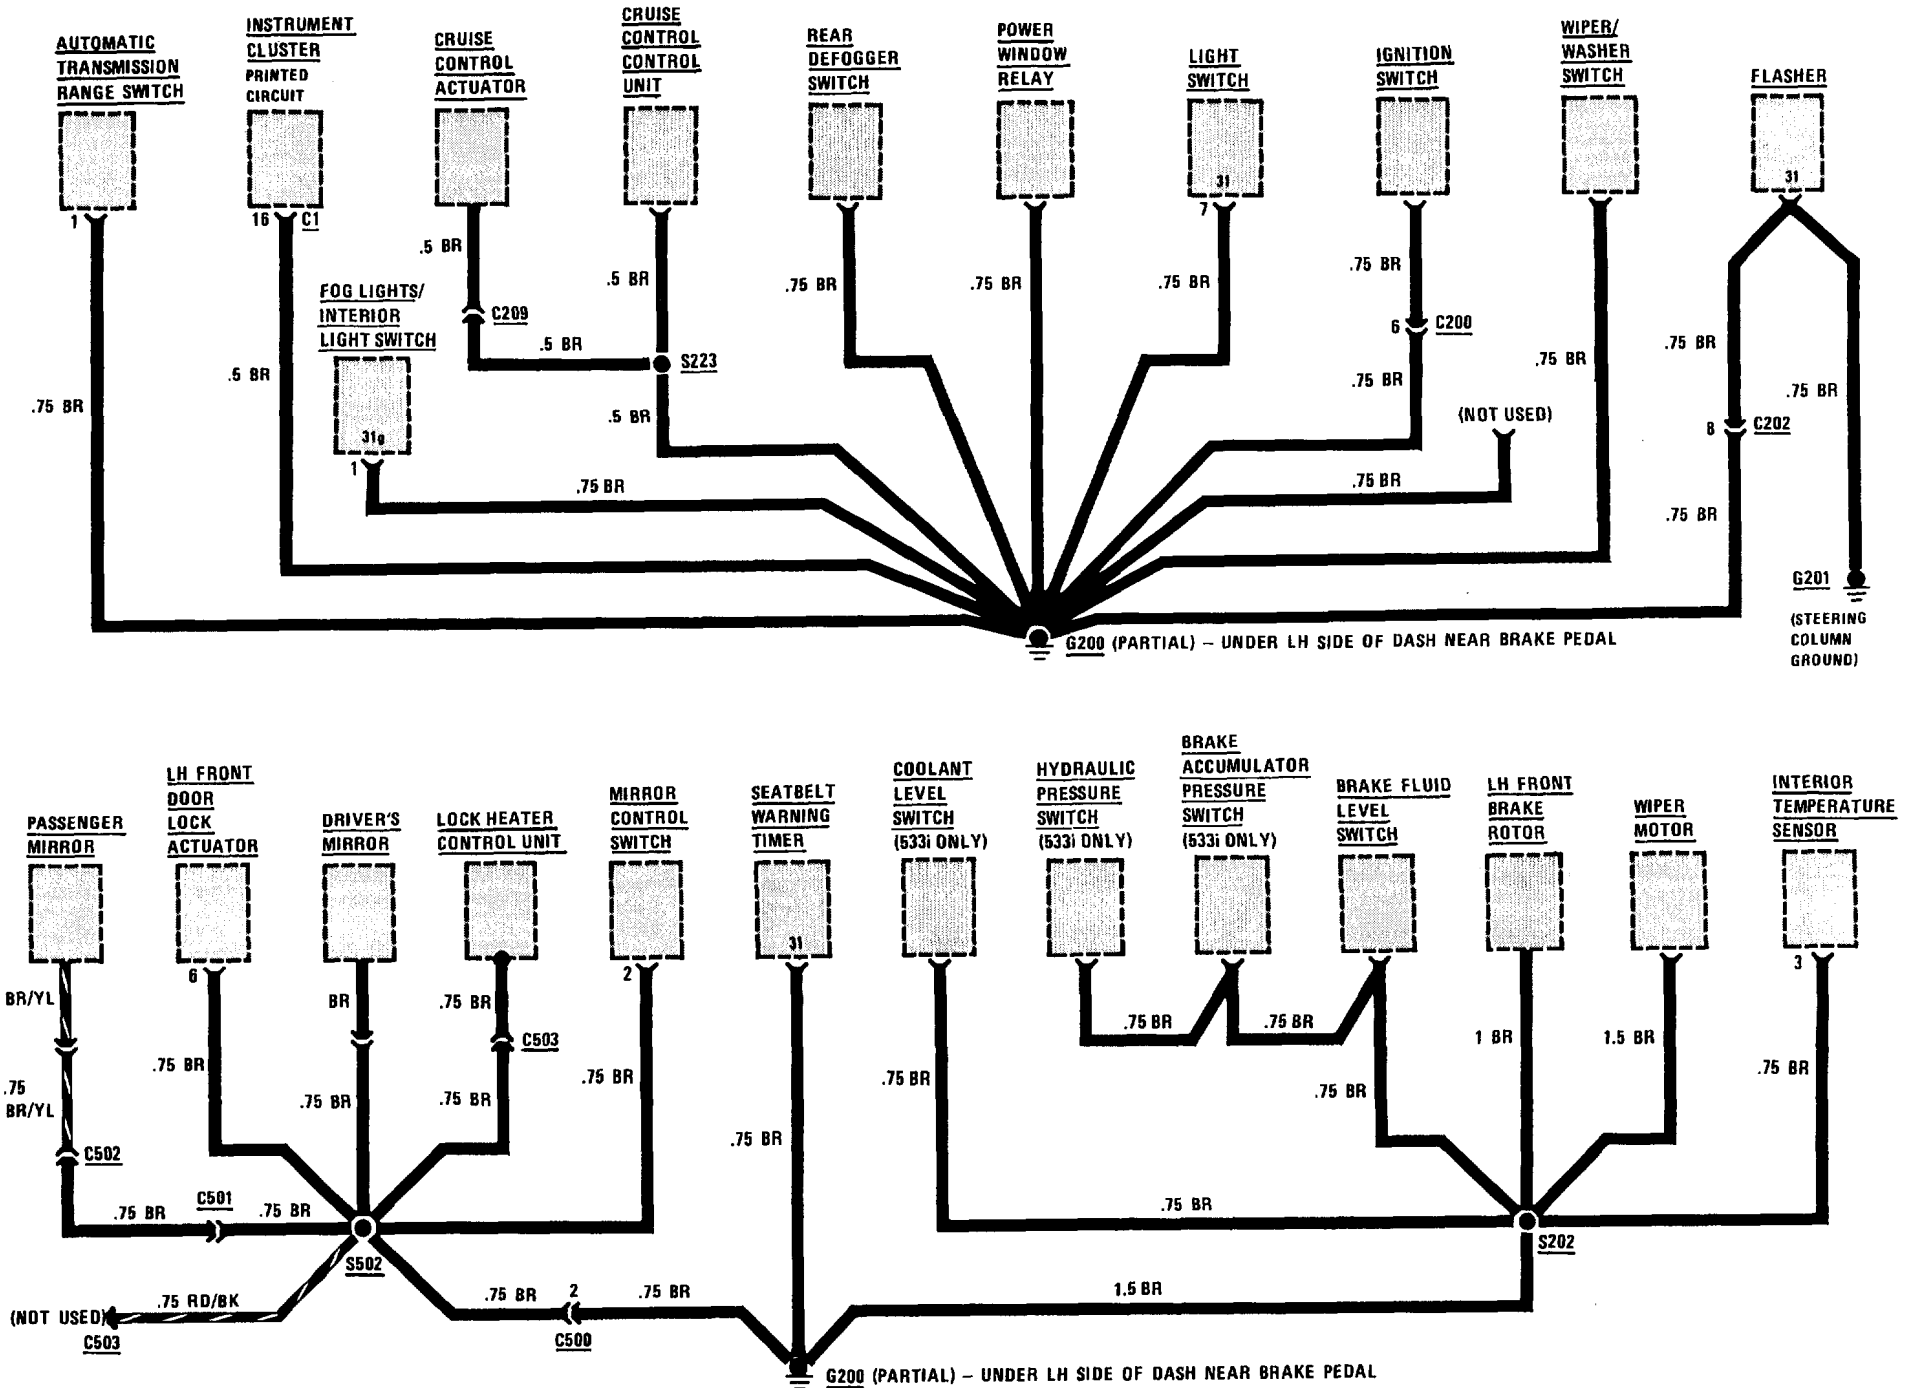 AUTOMATIC
TRANSMISSION
RANGE SWITCH
1
.75 BR
INSTRUMENT
CLUSTER
PRINTED
CIRCUIT
16 C1
.5 BR
FOG LIGHTS/
INTERIOR
LIGHT SWITCH
31g
1
.75 BR
CRUISE
CONTROL
ACTUATOR
.5 BR
C209
.5 BR
CRUISE
CONTROL
CONTROL
UNIT
.5 BR
S223
.5 BR
REAR
DEFOGGER
SWITCH
.75 BR
POWER
WINDOW
RELAY
.75 BR
LIGHT
SWITCH
31
7
.75 BR
IGNITION
SWITCH
.75 BR
6 C200
.75 BR
(NOT USED)
.75 BR
WIPER/
WASHER
SWITCH
.75 BR
FLASHER
31
.75 BR
8 C202
.75 BR
.75 BR
G201
(STEERING
COLUMN
GROUND)
G200 (PARTIAL) – UNDER LH SIDE OF DASH NEAR BRAKE PEDAL
PASSENGER
MIRROR
BR/YL
.75
BR/YL
C502
.75 BR
C501
.75 BR
LH FRONT
DOOR
LOCK
ACTUATOR
6
.75 BR
DRIVER'S
MIRROR
BR
.75 BR
LOCK HEATER
CONTROL UNIT
.75 BR
C503
.75 BR
MIRROR
CONTROL
SWITCH
2
.75 BR
S502
(NOT USED)
C503
.75 RD/BK
.75 BR
2
C500
.75 BR
SEATBELT
WARNING
TIMER
31
.75 BR
COOLANT
LEVEL
SWITCH
(533i ONLY)
.75 BR
HYDRAULIC
PRESSURE
SWITCH
(533i ONLY)
.75 BR
BRAKE
ACCUMULATOR
PRESSURE
SWITCH
(533i ONLY)
.75 BR
BRAKE FLUID
LEVEL
SWITCH
.75 BR
LH FRONT
BRAKE
ROTOR
1 BR
WIPER
MOTOR
1.5 BR
INTERIOR
TEMPERATURE
SENSOR
3
.75 BR
.75 BR
S202
1.5 BR
G200 (PARTIAL) – UNDER LH SIDE OF DASH NEAR BRAKE PEDAL